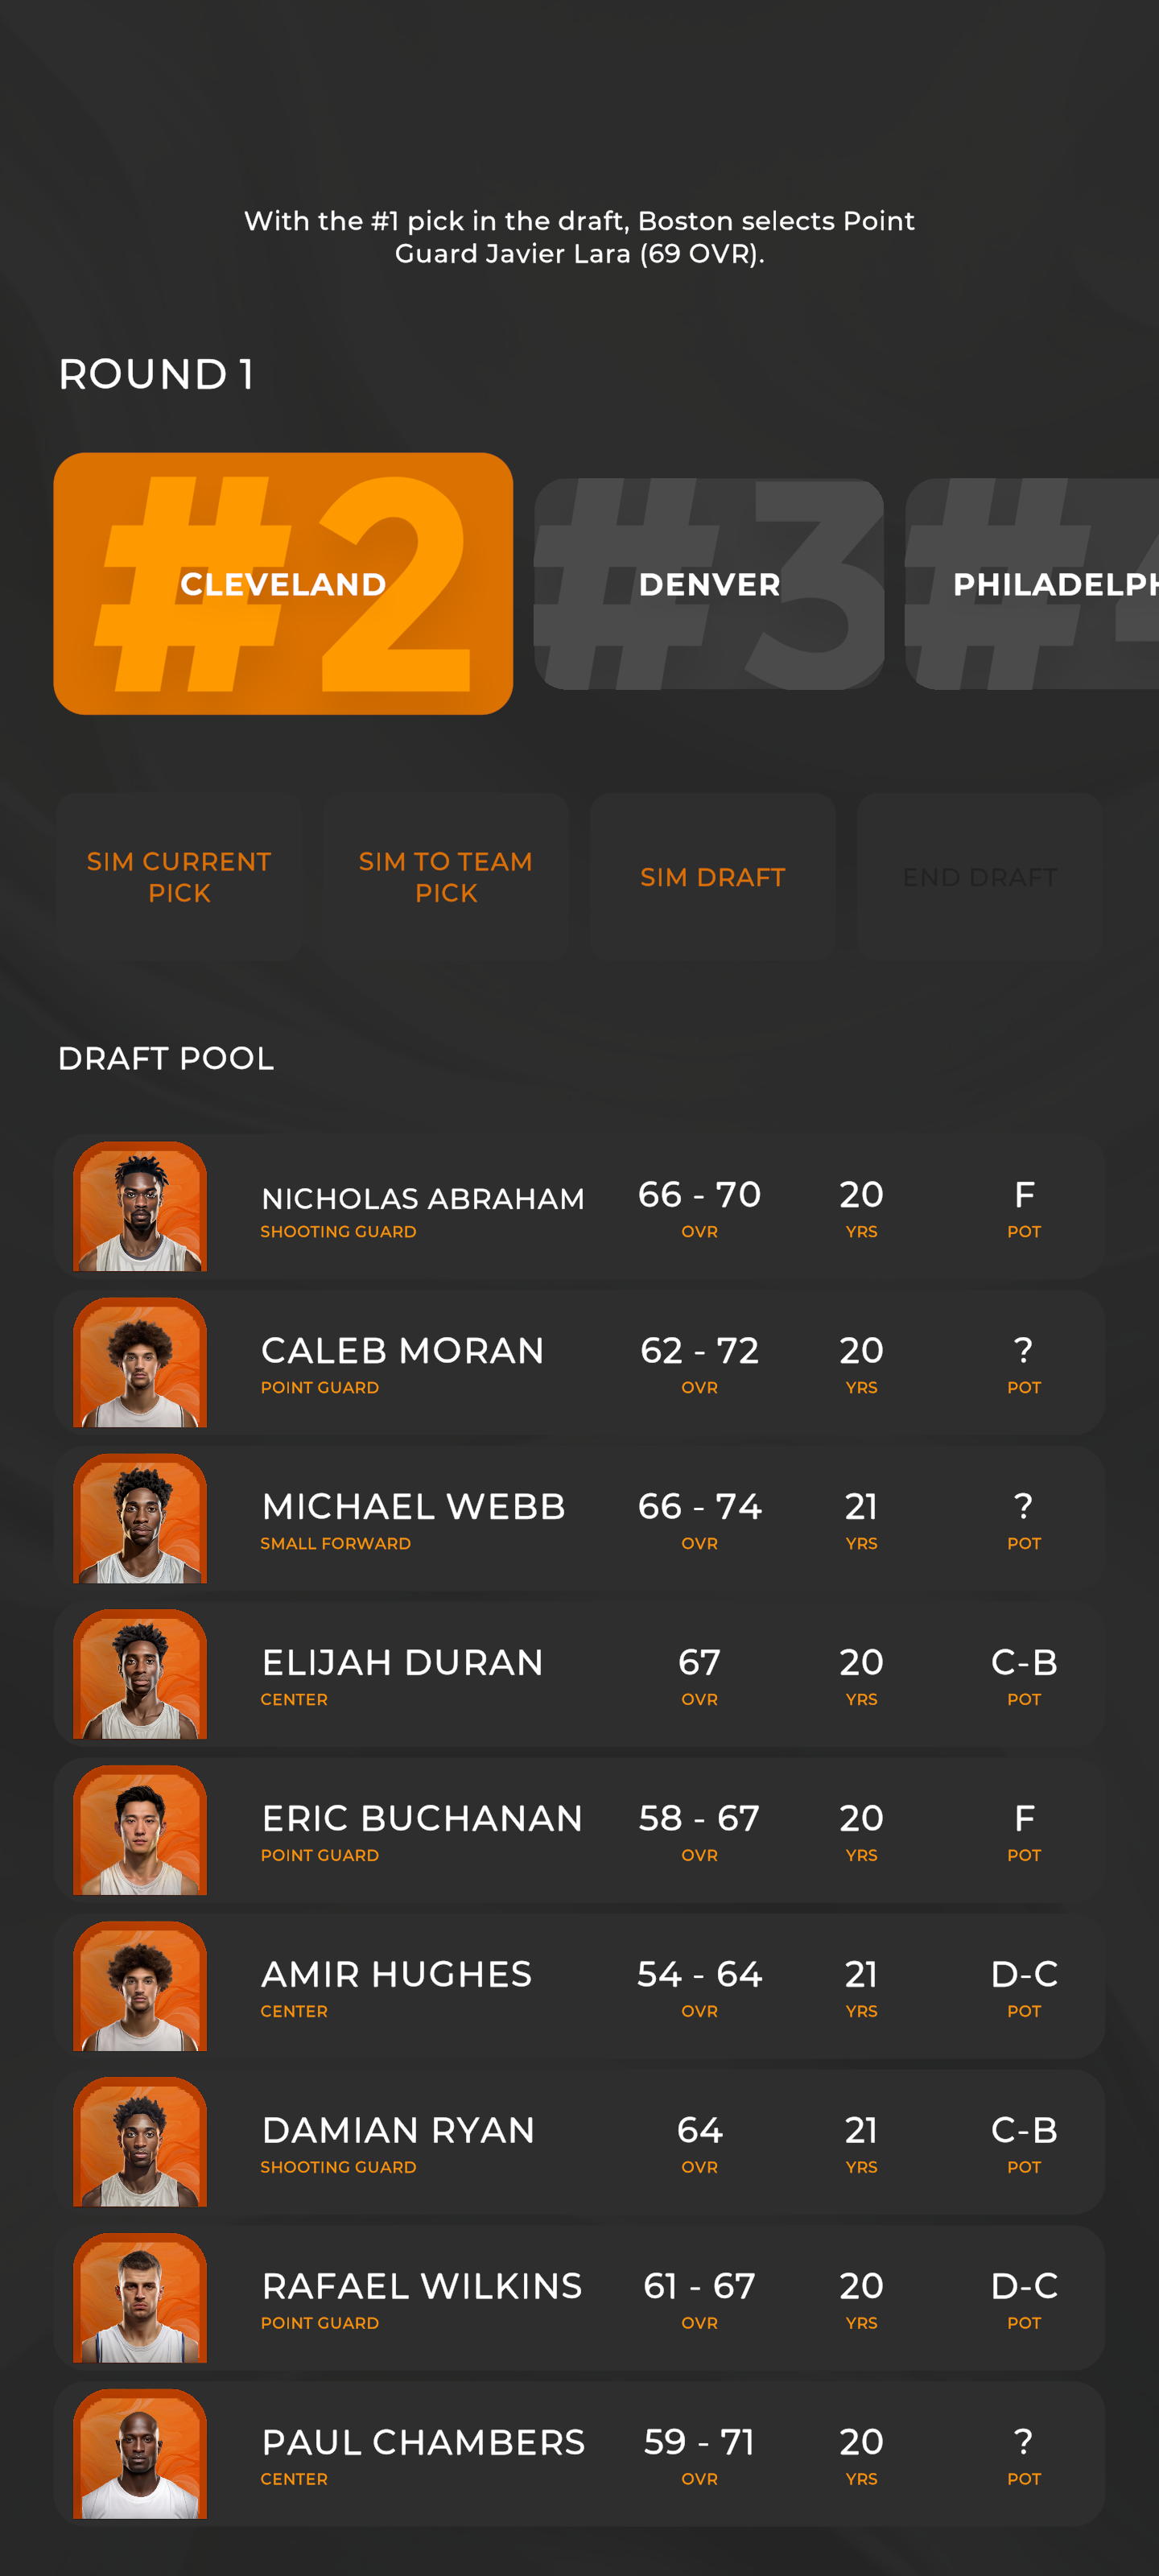 With the #1 pick in the draft, Boston selects Point
Guard Javier Lara (69 OVR).
ROUND 1
#2
CLEVELAND
#3
DENVER
#4
PHILADELPH
SIM CURRENT
PICK
SIM TO TEAM
PICK
SIM DRAFT
END DRAFT
DRAFT POOL
NICHOLAS ABRAHAM 66 - 70 20 F
SHOOTING GUARD OVR YRS POT
CALEB MORAN 62 - 72 20 ?
POINT GUARD OVR YRS POT
MICHAEL WEBB 66 - 74 21 ?
SMALL FORWARD OVR YRS POT
ELIJAH DURAN 67 20 C-B
CENTER OVR YRS POT
ERIC BUCHANAN 58 - 67 20 F
POINT GUARD OVR YRS POT
AMIR HUGHES 54 - 64 21 D-C
CENTER OVR YRS POT
DAMIAN RYAN 64 21 C-B
SHOOTING GUARD OVR YRS POT
RAFAEL WILKINS 61 - 67 20 D-C
POINT GUARD OVR YRS POT
PAUL CHAMBERS 59 - 71 20 ?
CENTER OVR YRS POT